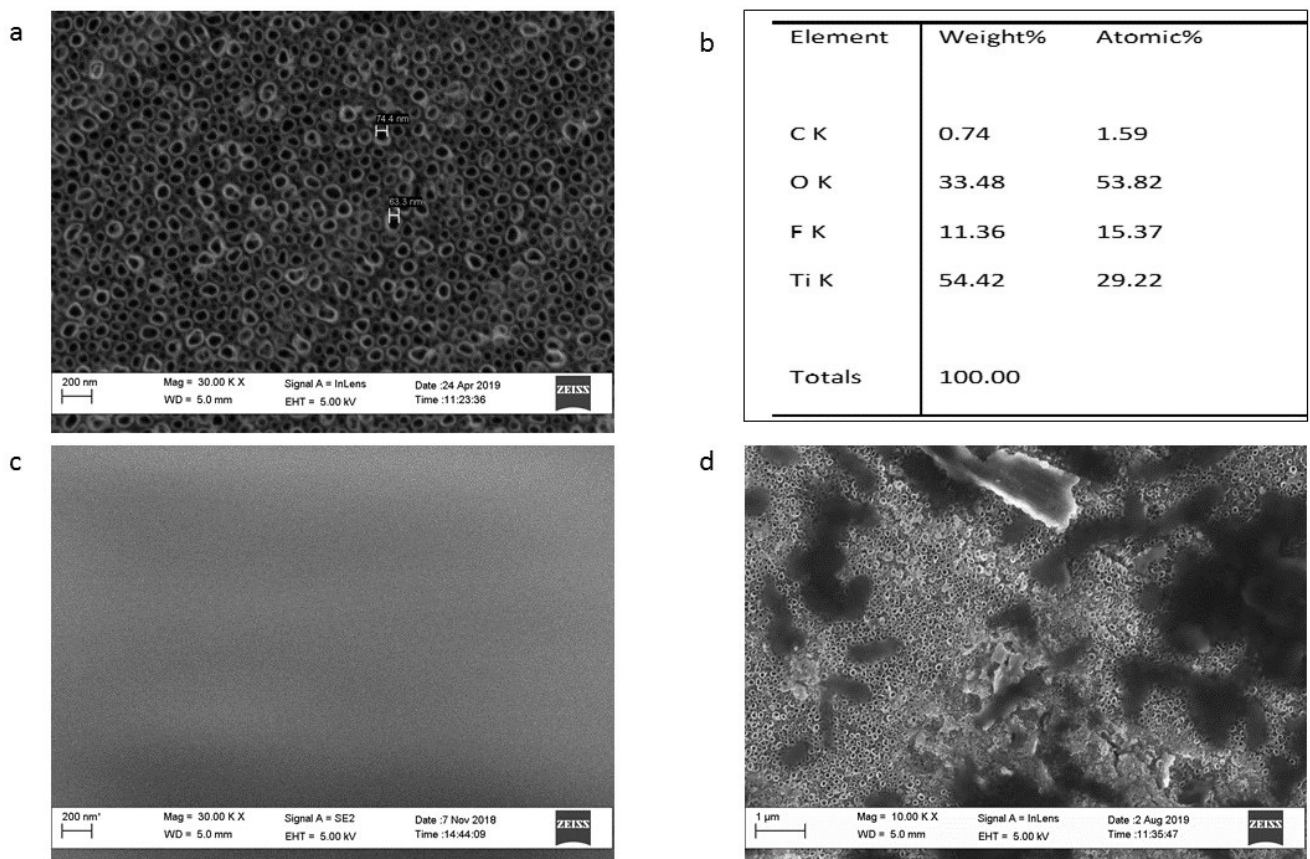 a
74.4 nm
63.3 nm
200 nm
Mag = 30.00 K X
Signal A = InLens
Date :24 Apr 2019
WD = 5.0 mm
EHT = 5.00 kV
Time :11:23:36
ZEISS
b
Element Weight% Atomic%
C K 0.74 1.59
O K 33.48 53.82
F K 11.36 15.37
Ti K 54.42 29.22
Totals 100.00
c
200 nm*
Mag = 30.00 K X
Signal A = SE2
Date :7 Nov 2018
WD = 5.0 mm
EHT = 5.00 kV
Time :14:44:09
ZEISS
d
1 µm
Mag = 10.00 K X
Signal A = InLens
Date :2 Aug 2019
WD = 5.0 mm
EHT = 5.00 kV
Time :11:35:47
ZEISS